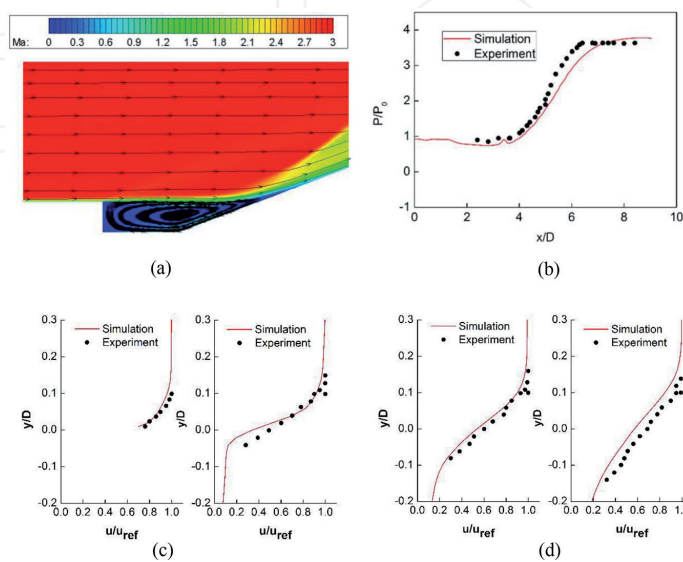 Ma: 0 0.3 0.6 0.9 1.2 1.5 1.8 2.1 2.4 2.7 3
(a)
Simulation
Experiment
P/P0
4
3
2
1
0
-1
0 2 4 6 8 10
x/D
(b)
Simulation
Experiment
y/D
0.3
0.2
0.1
0.0
-0.1
-0.2
0.0 0.2 0.4 0.6 0.8 1.0
u/uref
Simulation
Experiment
y/D
0.3
0.2
0.1
0.0
-0.1
-0.2
0.0 0.2 0.4 0.6 0.8 1.0
u/uref
(c)
Simulation
Experiment
y/D
0.3
0.2
0.1
0.0
-0.1
-0.2
0.0 0.2 0.4 0.6 0.8 1.0
u/uref
Simulation
Experiment
y/D
0.3
0.2
0.1
0.0
-0.1
-0.2
0.0 0.2 0.4 0.6 0.8 1.0
u/uref
(d)